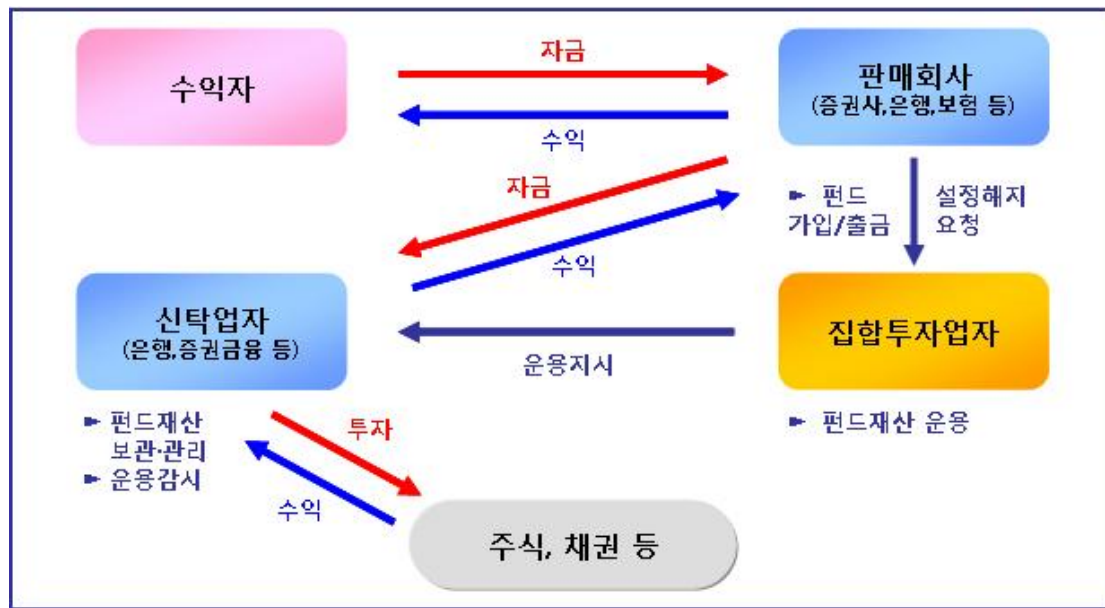 자금
수익자
판매회사
(증권사,은행,보험 등)
수익
자금
► 펀드
가입/출금
설정해지
요청
수익
신탁업자
(은행,증권금융 등)
집합투자업자
운용지시
► 펀드재산
보관·관리
► 운용감시
투자
► 펀드재산 운용
수익
주식, 채권 등